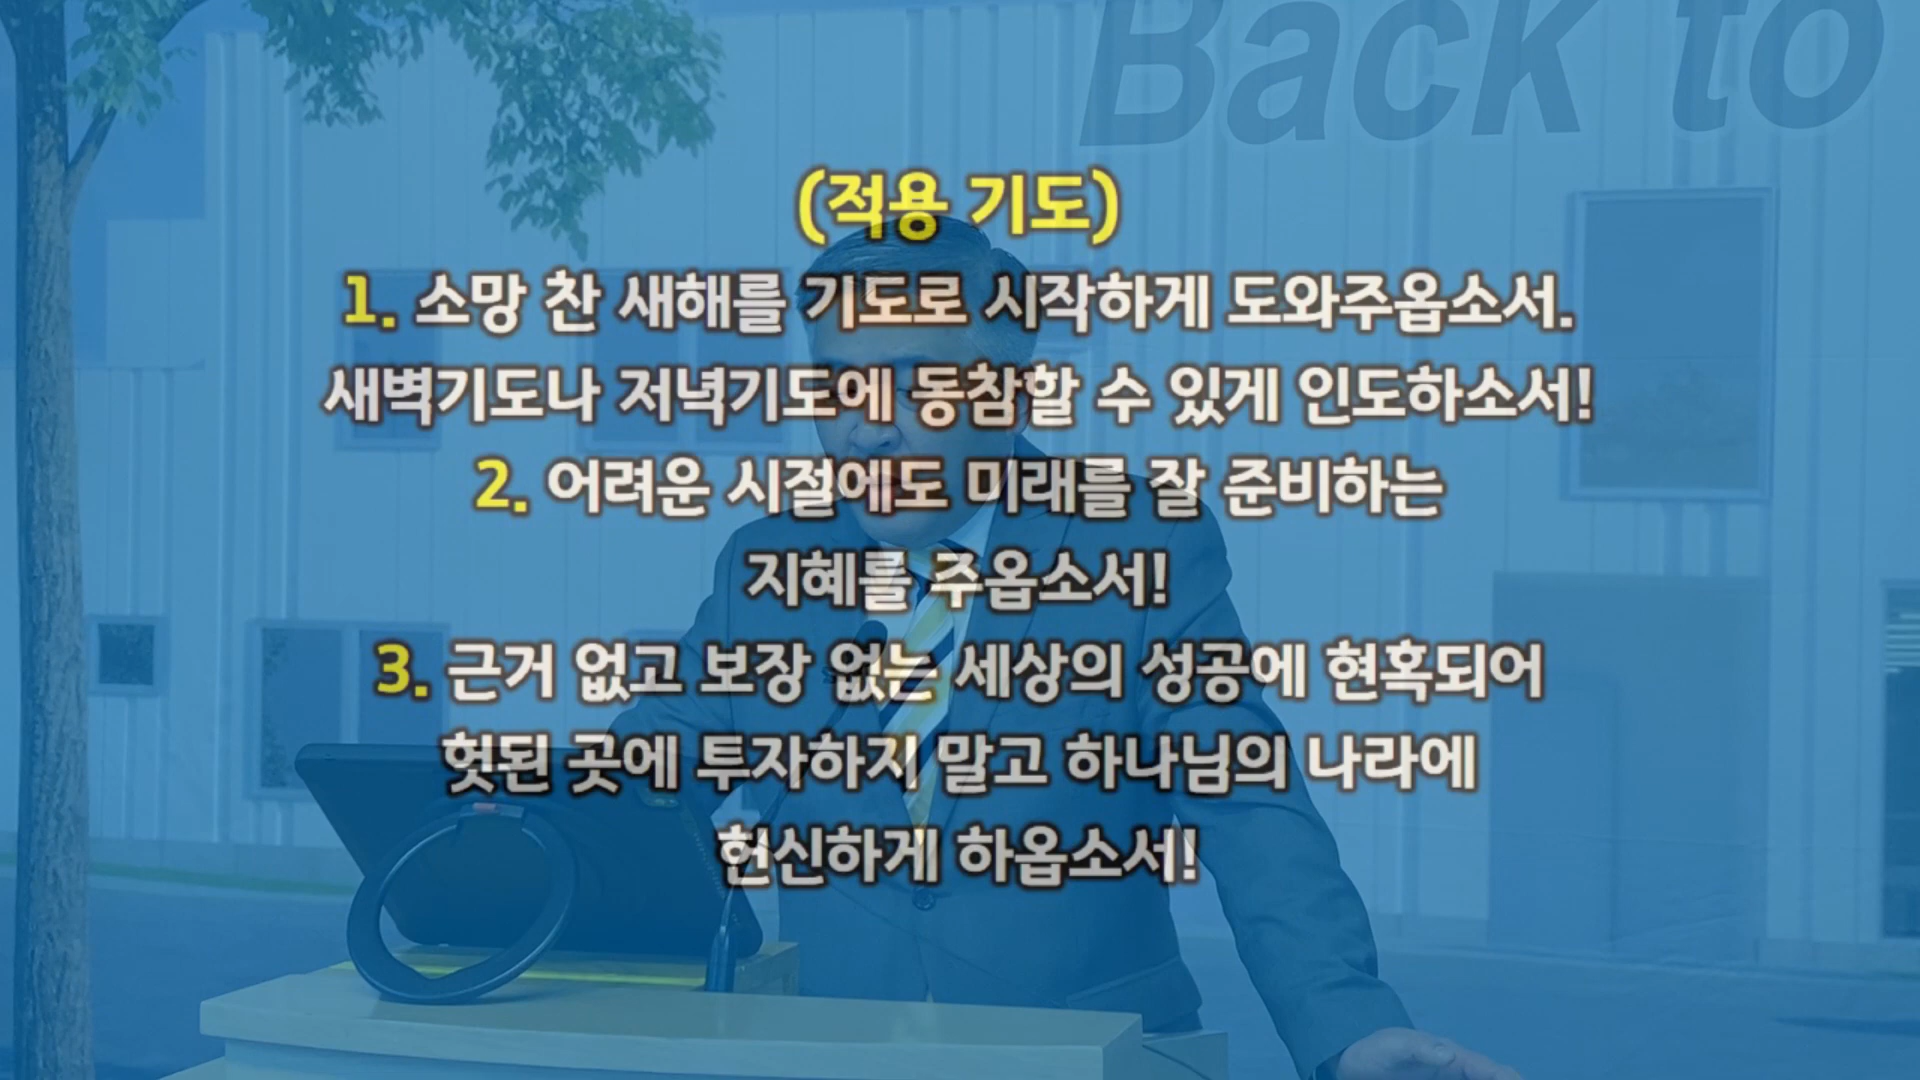 Back to
(적용 기도)
1. 소망 찬 새해를 기도로 시작하게 도와주옵소서.
새벽기도나 저녁기도에 동참할 수 있게 인도하소서!
2. 어려운 시절에도 미래를 잘 준비하는
지혜를 주옵소서!
3. 근거 없고 보장 없는 세상의 성공에 현혹되어
헛된 곳에 투자하지 말고 하나님의 나라에
헌신하게 하옵소서!